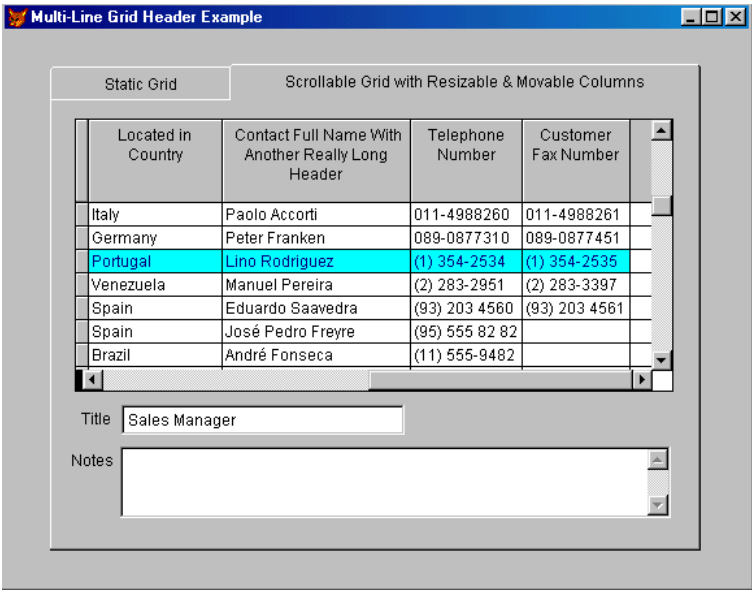 Multi-Line Grid Header Example
Static Grid
Scrollable Grid with Resizable & Movable Columns
Located in Country
Contact Full Name With Another Really Long Header
Telephone Number
Customer Fax Number
Italy Paolo Accorti 011-4988260 011-4988261
Germany Peter Franken 089-0877310 089-0877451
Portugal Lino Rodriguez (1) 354-2534 (1) 354-2535
Venezuela Manuel Pereira (2) 283-2951 (2) 283-3397
Spain Eduardo Saavedra (93) 203 4560 (93) 203 4561
Spain José Pedro Freyre (95) 555 82 82
Brazil André Fonseca (11) 555-9482
Title Sales Manager
Notes